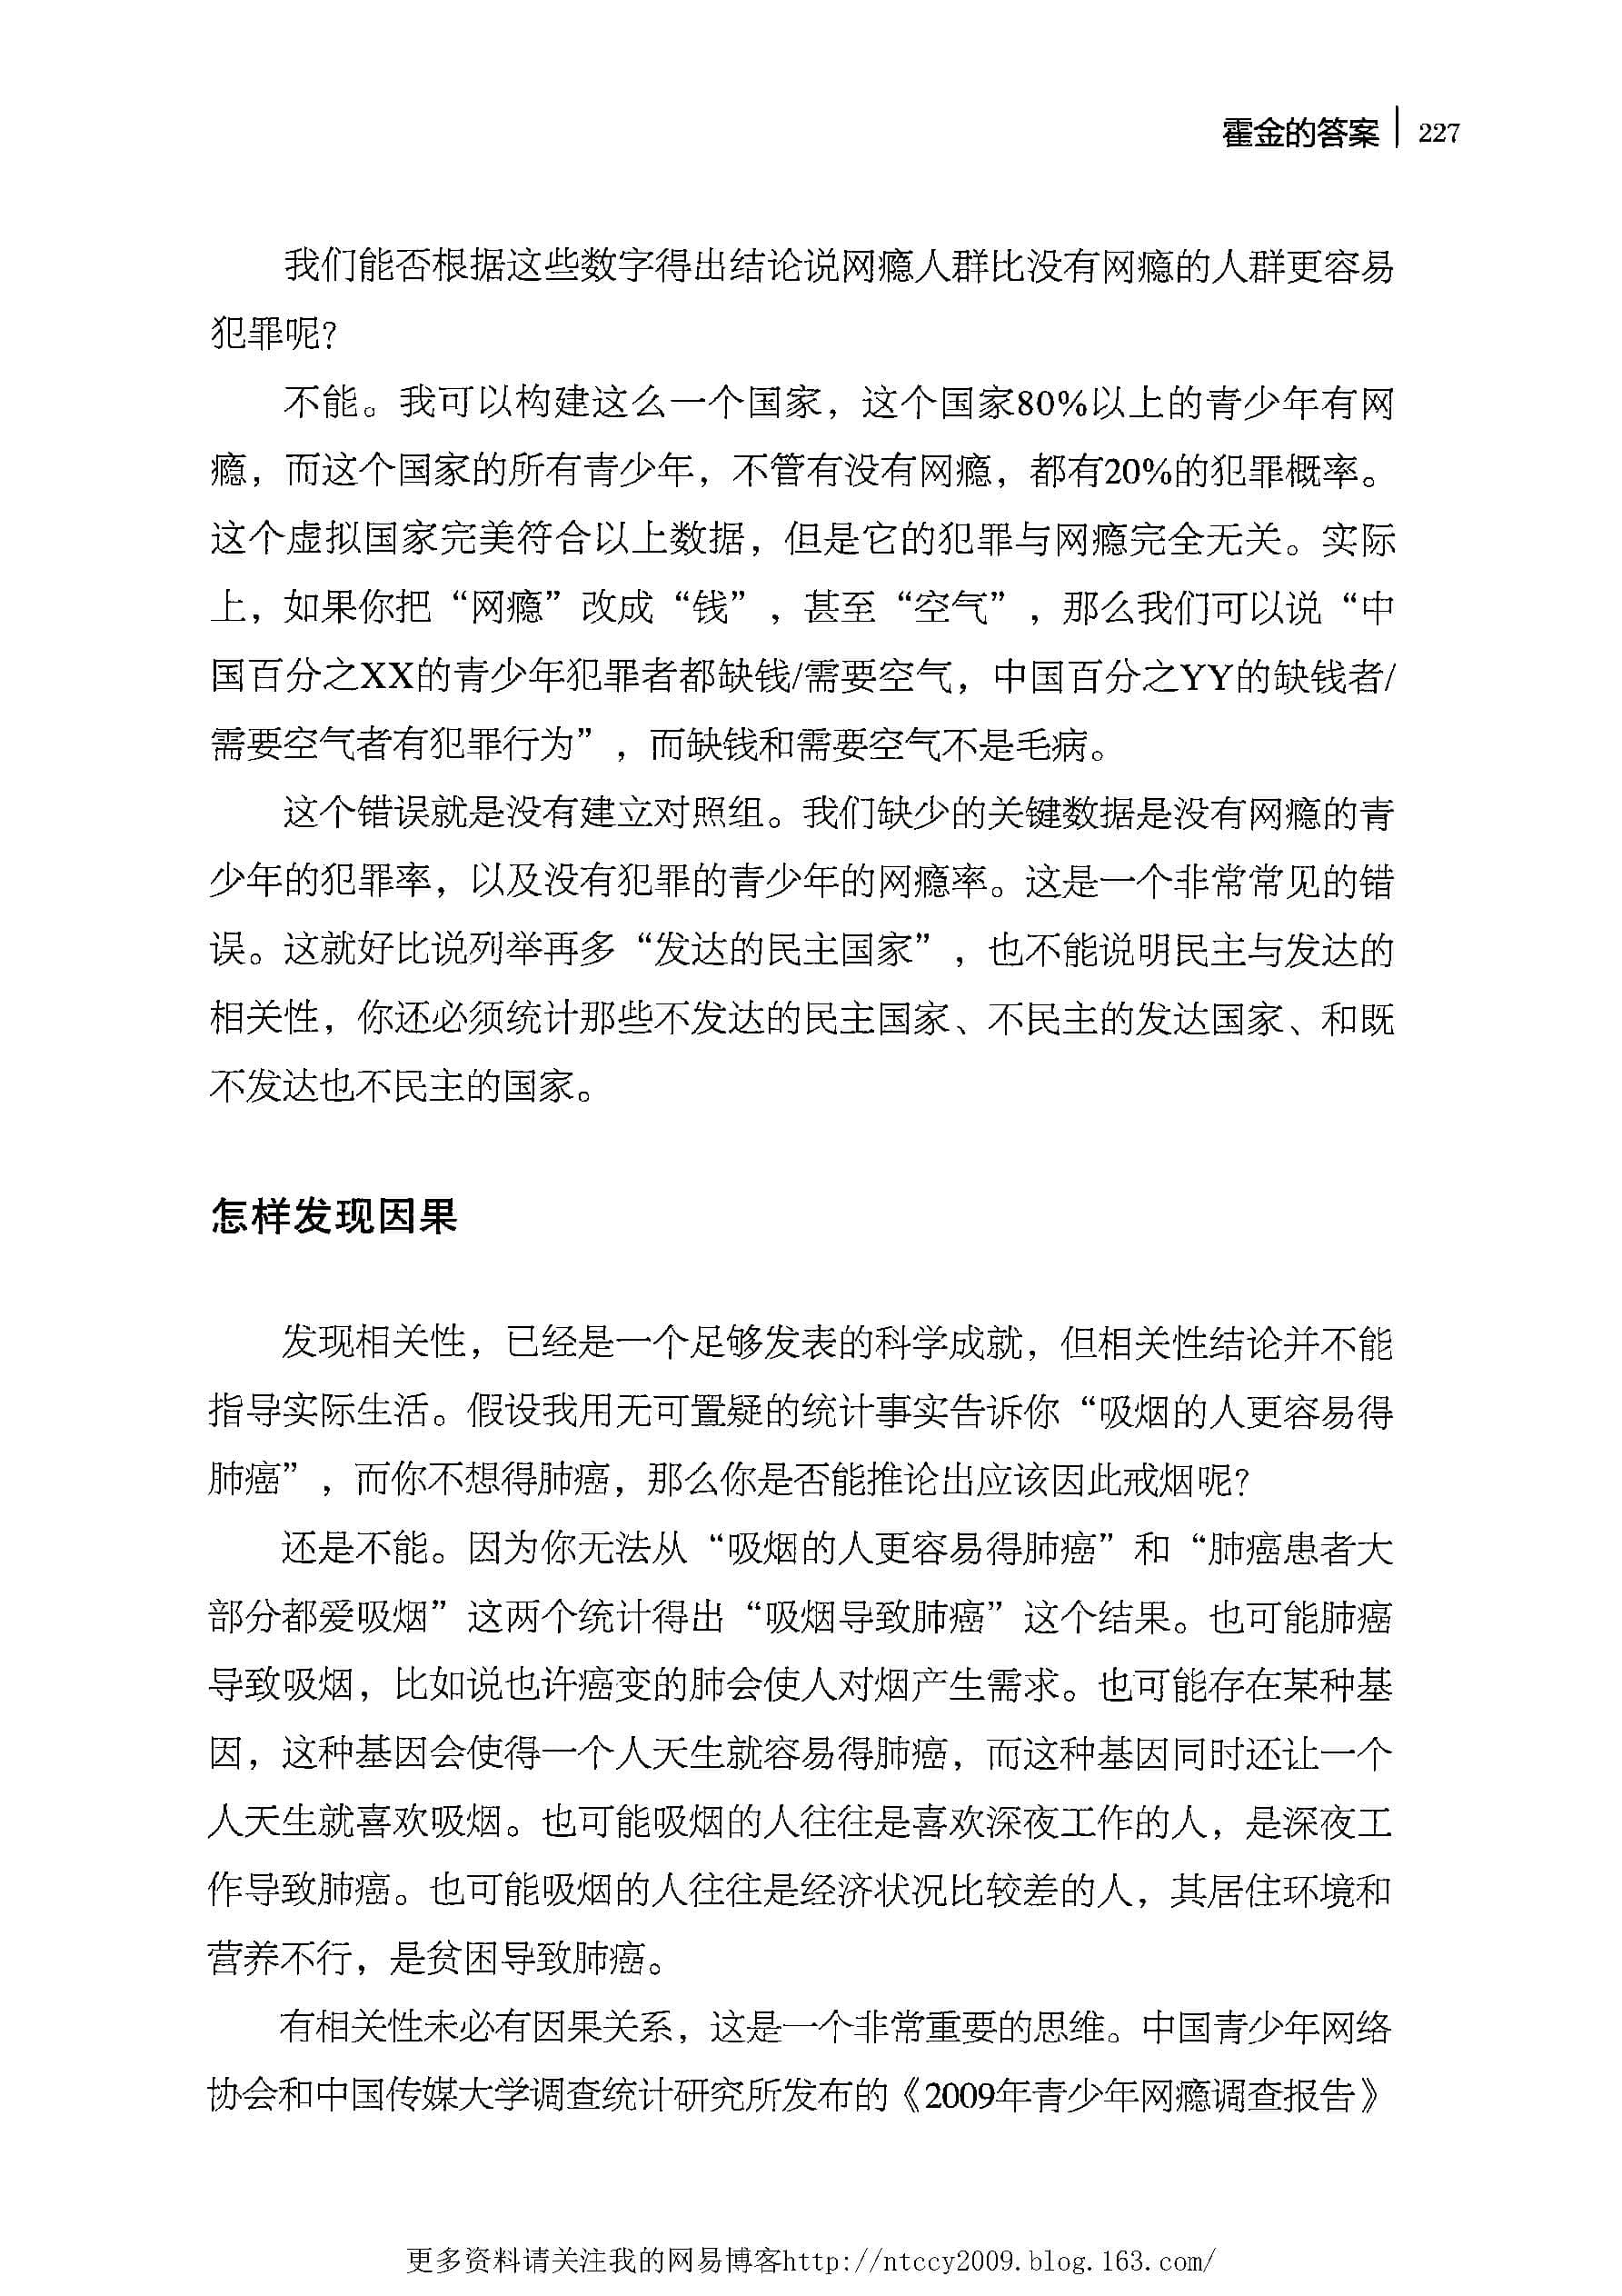 霍金的答案 227
我们能否根据这些数字得出结论说网瘾人群比没有网瘾的人群更容易
犯罪呢？
不能。我可以构建这么一个国家，这个国家80%以上的青少年有网
瘾，而这个国家的所有青少年，不管有没有网瘾，都有20%的犯罪概率。
这个虚拟国家完美符合以上数据，但是它的犯罪与网瘾完全无关。实际
上，如果你把“网瘾”改成“钱”，甚至“空气”，那么我们可以说“中
国百分之XX的青少年犯罪者都缺钱/需要空气，中国百分之YY的缺钱者/
需要空气者有犯罪行为”，而缺钱和需要空气不是毛病。
这个错误就是没有建立对照组。我们缺少的关键数据是没有网瘾的青
少年的犯罪率，以及没有犯罪的青少年的网瘾率。这是一个非常常见的错
误。这就好比说列举再多“发达的民主国家”，也不能说明民主与发达的
相关性，你还必须统计那些不发达的民主国家、不民主的发达国家、和既
不发达也不民主的国家。
怎样发现因果
发现相关性，已经是一个足够发表的科学成就，但相关性结论并不能
指导实际生活。假设我用无可置疑的统计事实告诉你“吸烟的人更容易得
肺癌”，而你不想得肺癌，那么你是否能推论出应该因此戒烟呢？
还是不能。因为你无法从“吸烟的人更容易得肺癌”和“肺癌患者大
部分都爱吸烟”这两个统计得出“吸烟导致肺癌”这个结果。也可能肺癌
导致吸烟，比如说也许癌变的肺会使人对烟产生需求。也可能存在某种基
因，这种基因会使得一个人天生就容易得肺癌，而这种基因同时还让一个
人天生就喜欢吸烟。也可能吸烟的人往往是喜欢深夜工作的人，是深夜工
作导致肺癌。也可能吸烟的人往往是经济状况比较差的人，其居住环境和
营养不行，是贫困导致肺癌。
有相关性未必有因果关系，这是一个非常重要的思维。中国青少年网络
协会和中国传媒大学调查统计研究所发布的《2009年青少年网瘾调查报告》
更多资料请关注我的网易博客http://ntccy2009.blog.163.com/